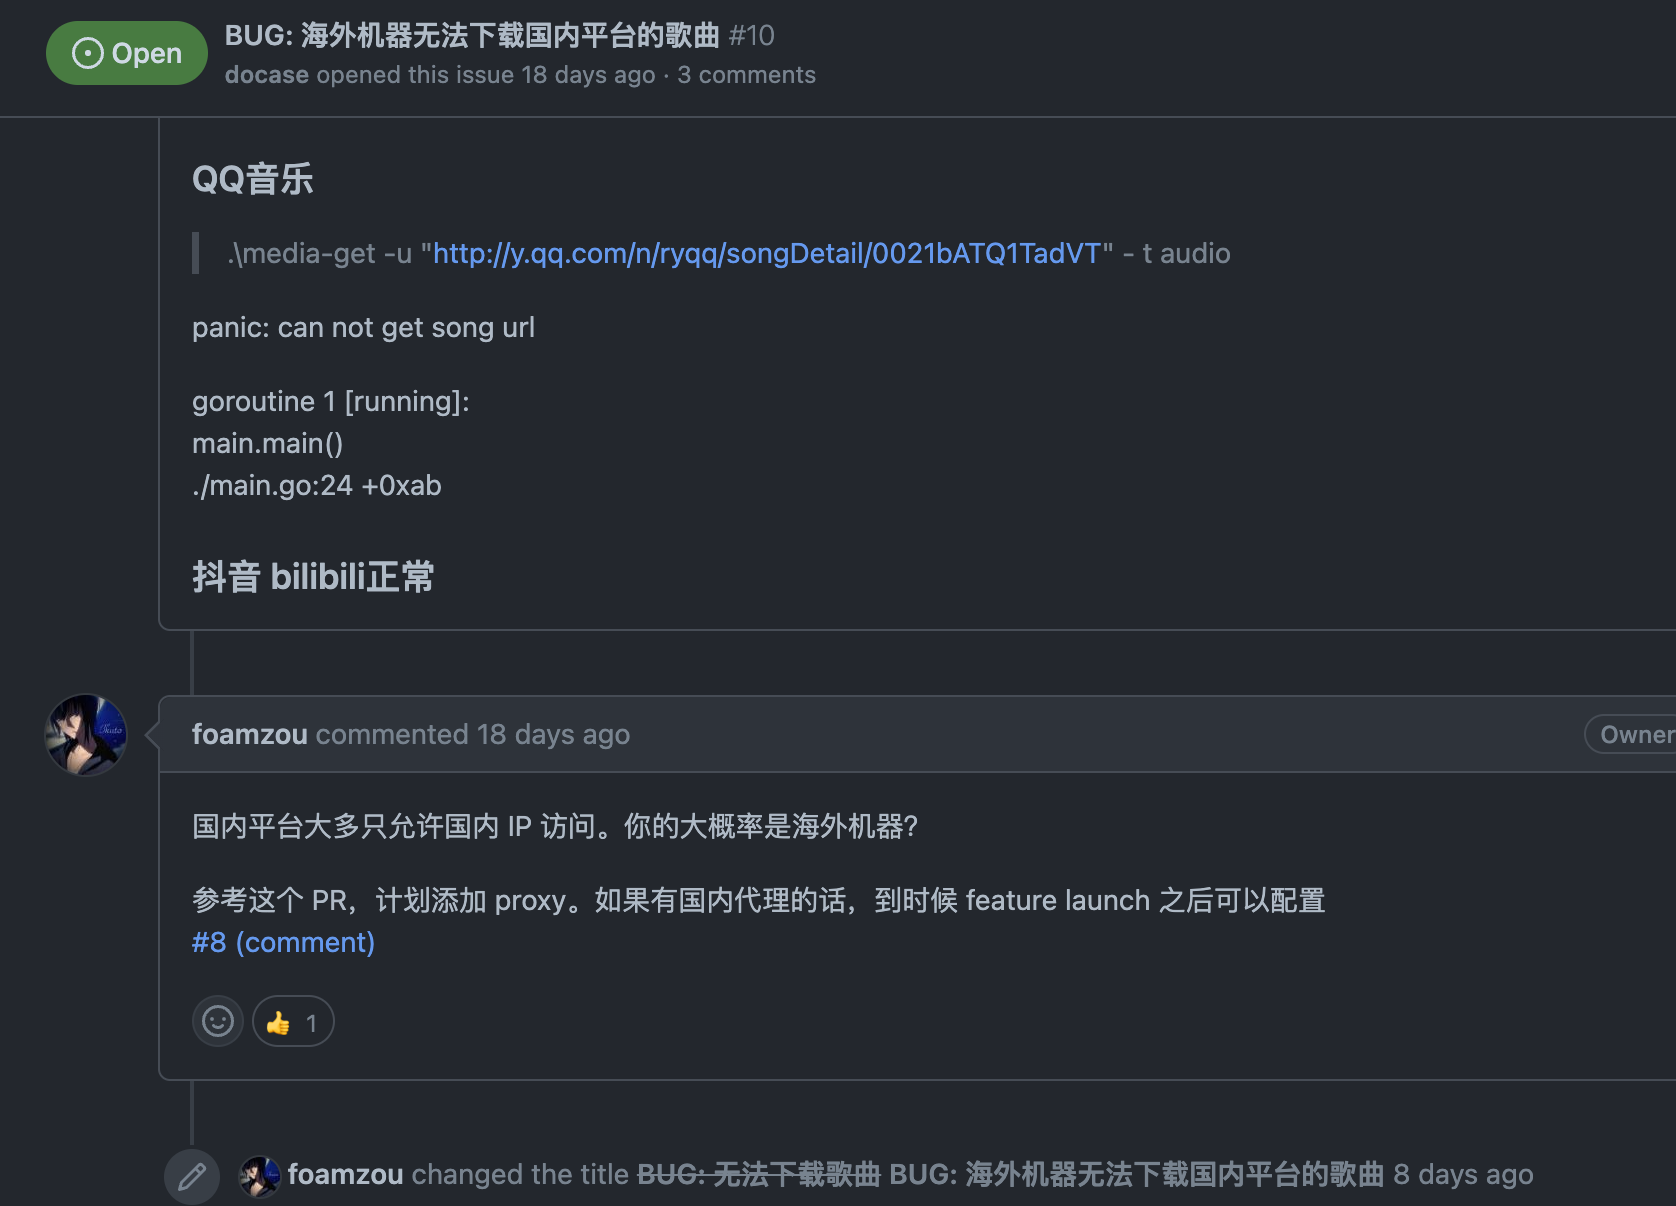 Open
BUG: 海外机器无法下载国内平台的歌曲 #10
docase opened this issue 18 days ago · 3 comments
QQ音乐
.\media-get -u "http://y.qq.com/n/ryqq/songDetail/0021bATQ1TadVT" - t audio
panic: can not get song url
goroutine 1 [running]:
main.main()
./main.go:24 +0xab
抖音 bilibili正常
foamzou commented 18 days ago
Owner
国内平台大多只允许国内 IP 访问。你的大概率是海外机器?
参考这个 PR，计划添加 proxy。如果有国内代理的话，到时候 feature launch 之后可以配置
#8 (comment)
👍 1
foamzou changed the title BUG: 无法下载歌曲 BUG: 海外机器无法下载国内平台的歌曲 8 days ago